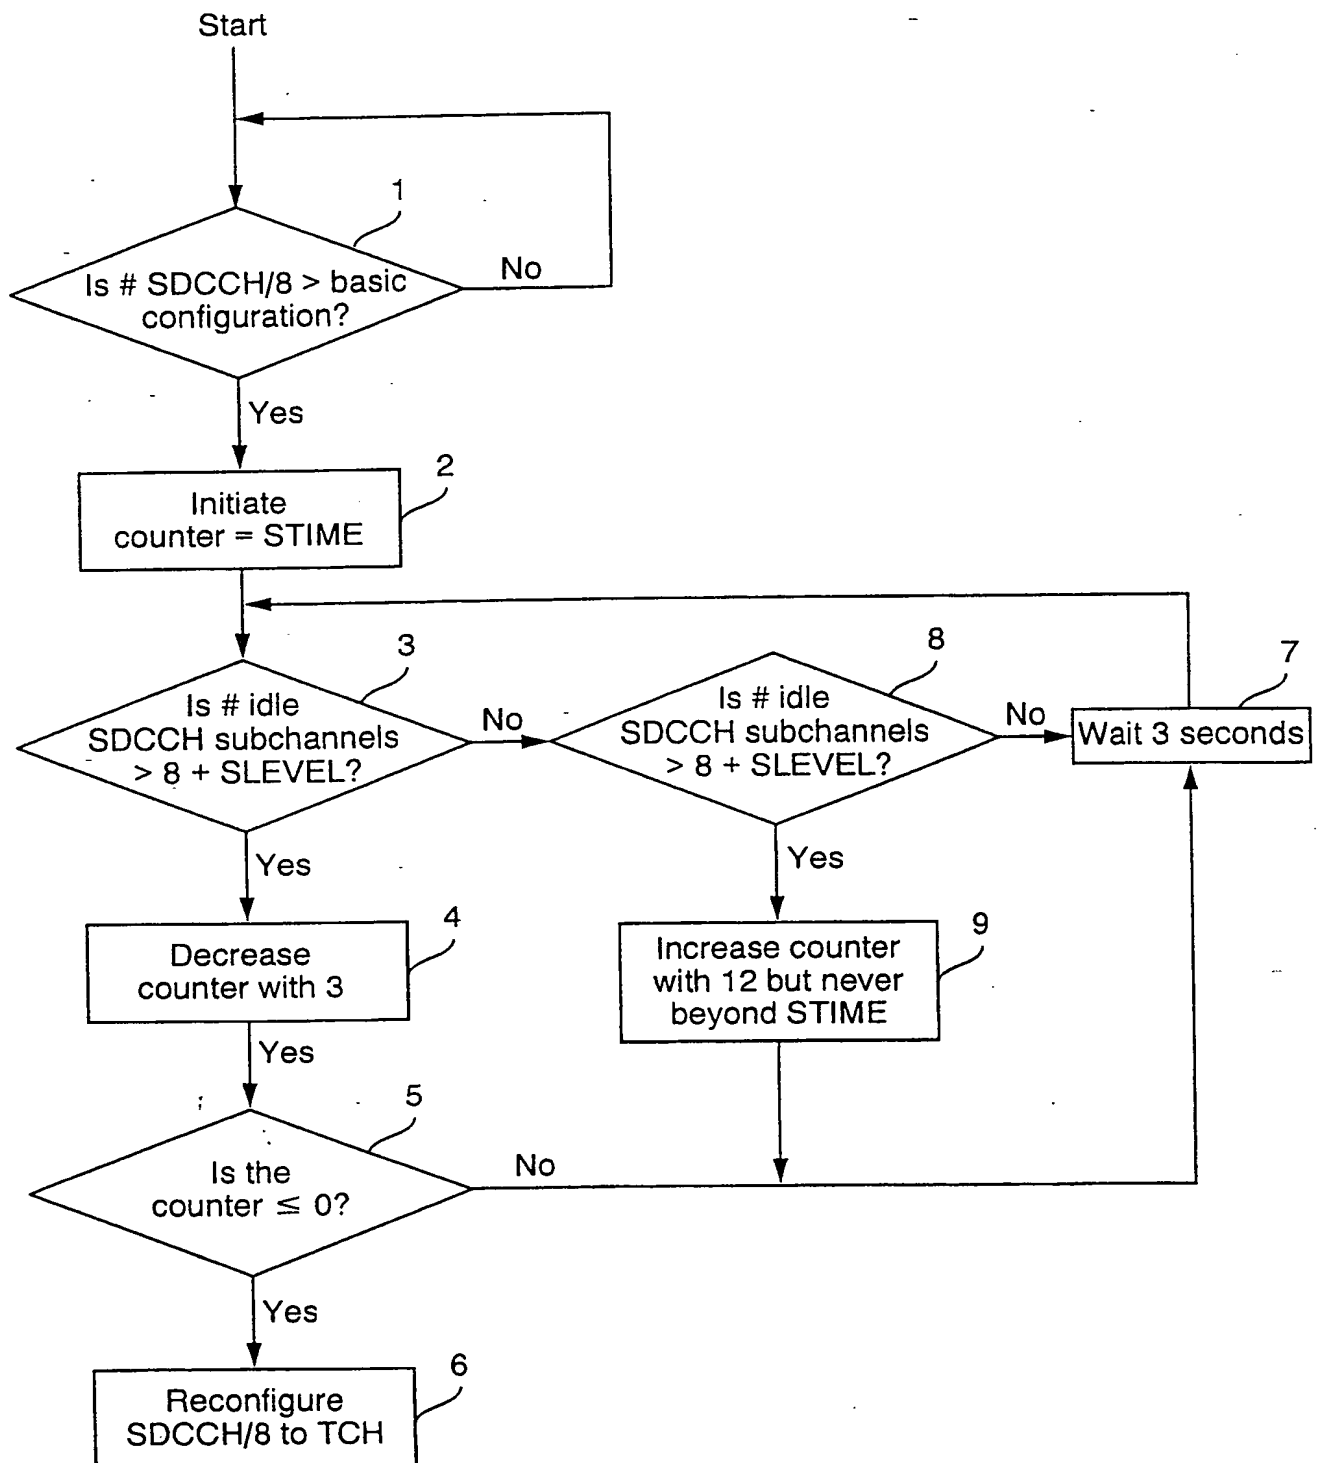 Start
1
Is # SDCCH/8 > basic
configuration?
No
Yes
2
Initiate
counter = STIME
3
Is # idle
SDCCH subchannels
> 8 + SLEVEL?
No
8
Is # idle
SDCCH subchannels
> 8 + SLEVEL?
No
7
Wait 3 seconds
Yes
Yes
4
Decrease
counter with 3
9
Increase counter
with 12 but never
beyond STIME
Yes
5
Is the
counter ≤ 0?
No
Yes
6
Reconfigure
SDCCH/8 to TCH